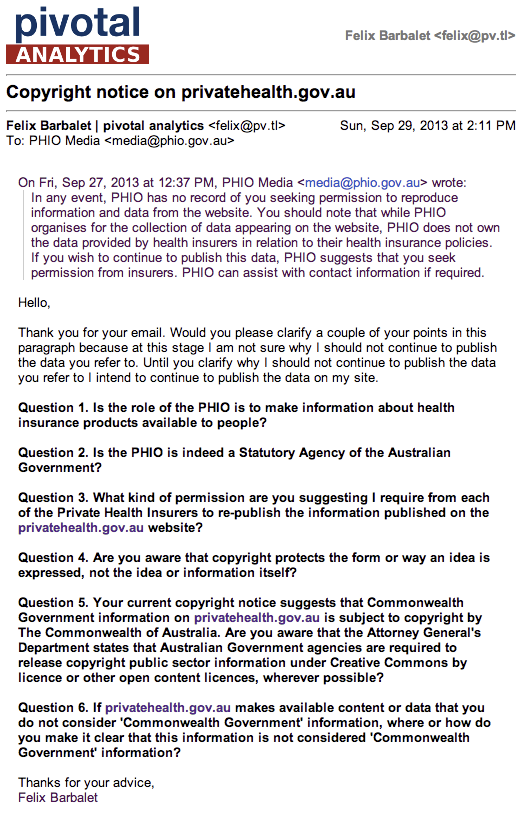 pivotal
ANALYTICS
Felix Barbalet <felix@pv.tl>
Copyright notice on privatehealth.gov.au
Felix Barbalet | pivotal analytics <felix@pv.tl> Sun, Sep 29, 2013 at 2:11 PM
To: PHIO Media <media@phio.gov.au>
On Fri, Sep 27, 2013 at 12:37 PM, PHIO Media <media@phio.gov.au> wrote:
In any event, PHIO has no record of you seeking permission to reproduce
information and data from the website. You should note that while PHIO
organises for the collection of data appearing on the website, PHIO does not own
the data provided by health insurers in relation to their health insurance policies.
If you wish to continue to publish this data, PHIO suggests that you seek
permission from insurers. PHIO can assist with contact information if required.
Hello,
Thank you for your email. Would you please clarify a couple of your points in this
paragraph because at this stage I am not sure why I should not continue to publish
the data you refer to. Until you clarify why I should not continue to publish the data
you refer to I intend to continue to publish the data on my site.
Question 1. Is the role of the PHIO is to make information about health
insurance products available to people?
Question 2. Is the PHIO is indeed a Statutory Agency of the Australian
Government?
Question 3. What kind of permission are you suggesting I require from each
of the Private Health Insurers to re-publish the information published on the
privatehealth.gov.au website?
Question 4. Are you aware that copyright protects the form or way an idea is
expressed, not the idea or information itself?
Question 5. Your current copyright notice suggests that Commonwealth
Government information on privatehealth.gov.au is subject to copyright by
The Commonwealth of Australia. Are you aware that the Attorney General's
Department states that Australian Government agencies are required to
release copyright public sector information under Creative Commons by
licence or other open content licences, wherever possible?
Question 6. If privatehealth.gov.au makes available content or data that you
do not consider 'Commonwealth Government' information, where or how do
you make it clear that this information is not considered 'Commonwealth
Government' information?
Thanks for your advice,
Felix Barbalet